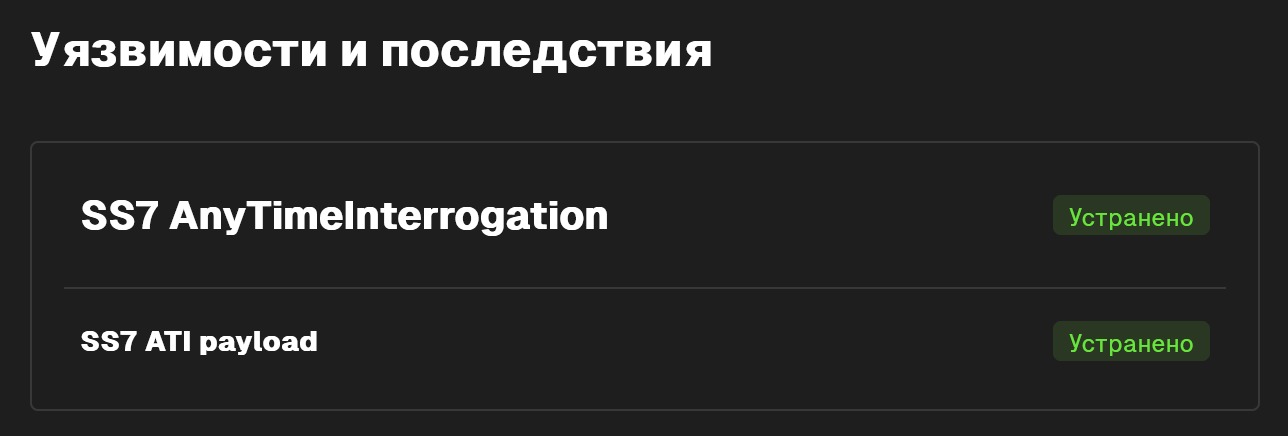 Уязвимости и последствия
SS7 AnyTimeInterrogation
Устранено
SS7 ATI payload
Устранено